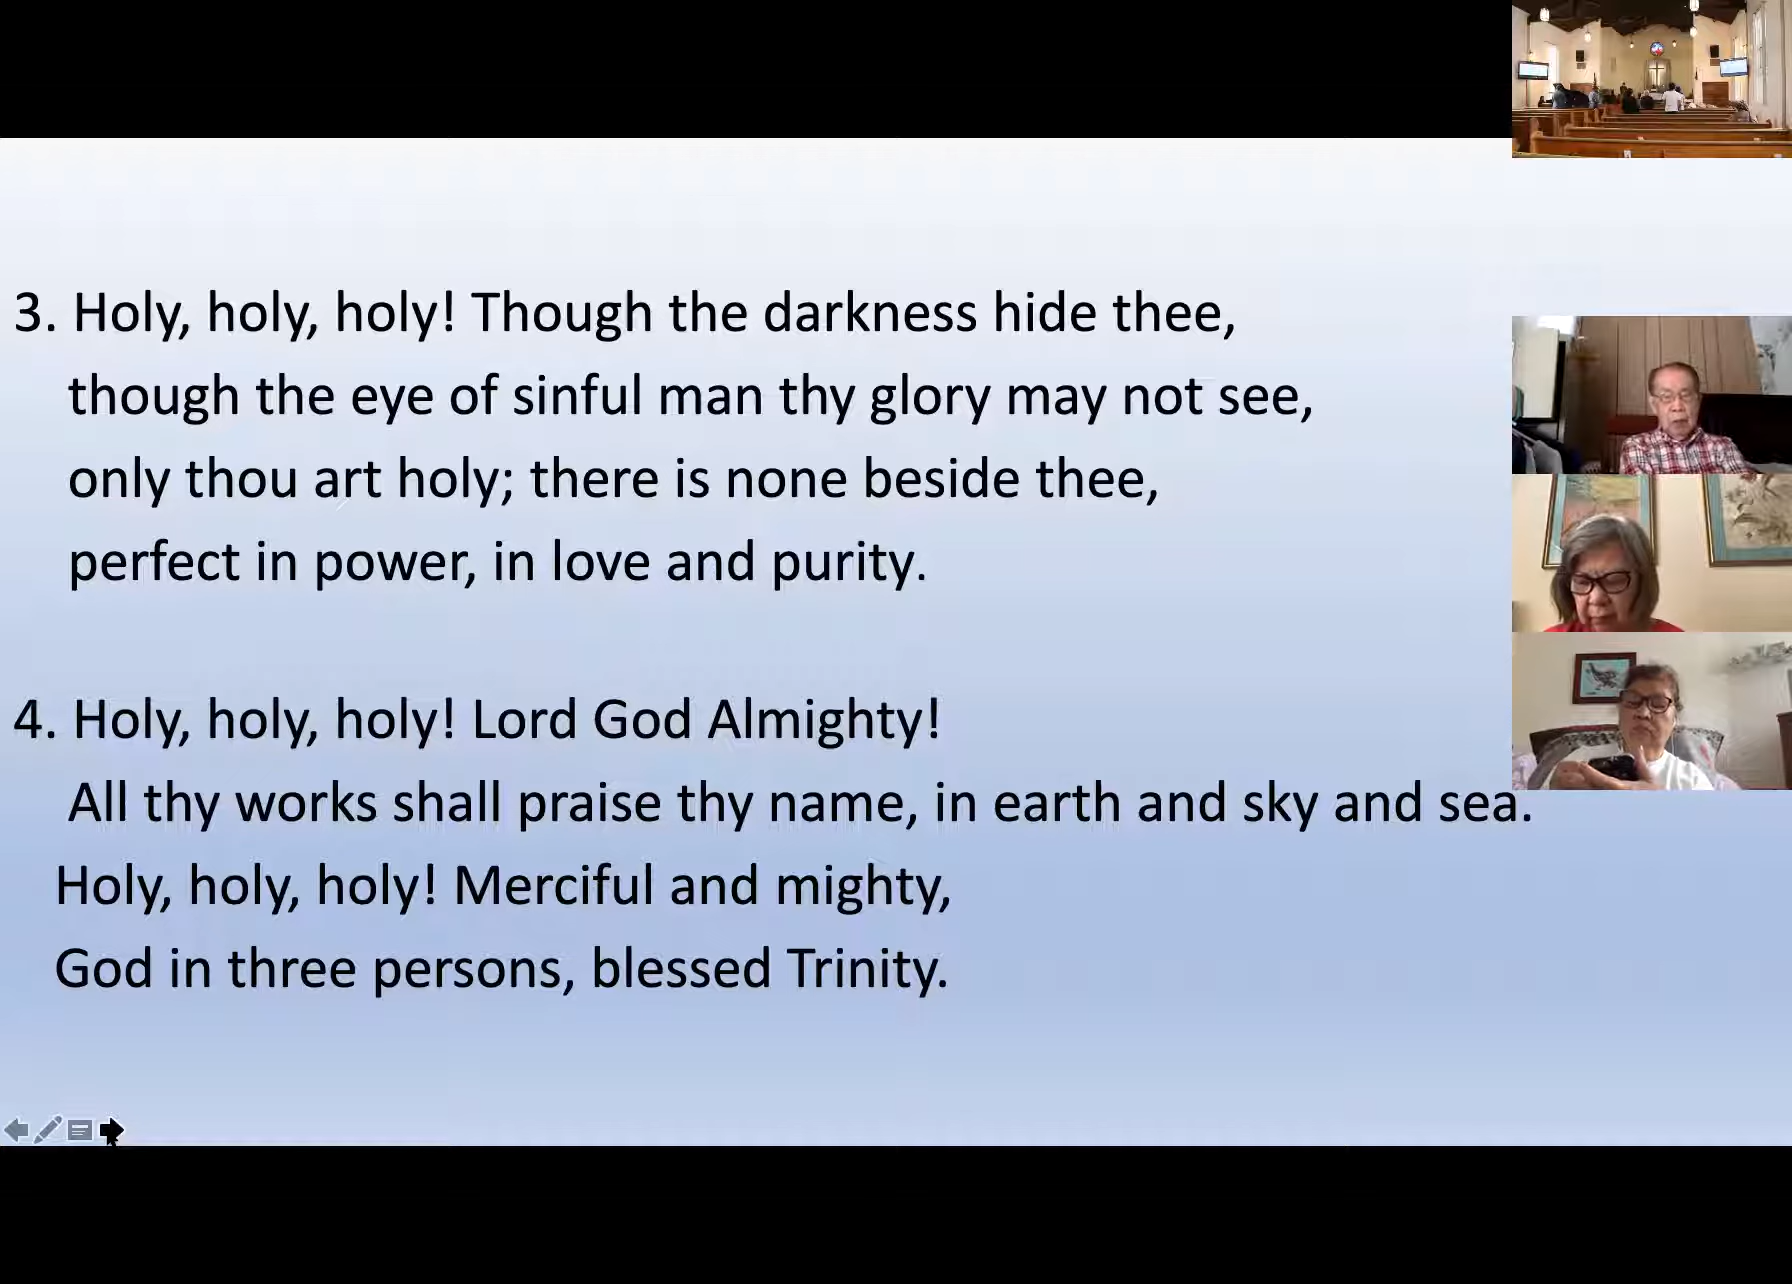 3. Holy, holy, holy! Though the darkness hide thee,
though the eye of sinful man thy glory may not see,
only thou art holy; there is none beside thee,
perfect in power, in love and purity.
4. Holy, holy, holy! Lord God Almighty!
All thy works shall praise thy name, in earth and sky and sea.
Holy, holy, holy! Merciful and mighty,
God in three persons, blessed Trinity.